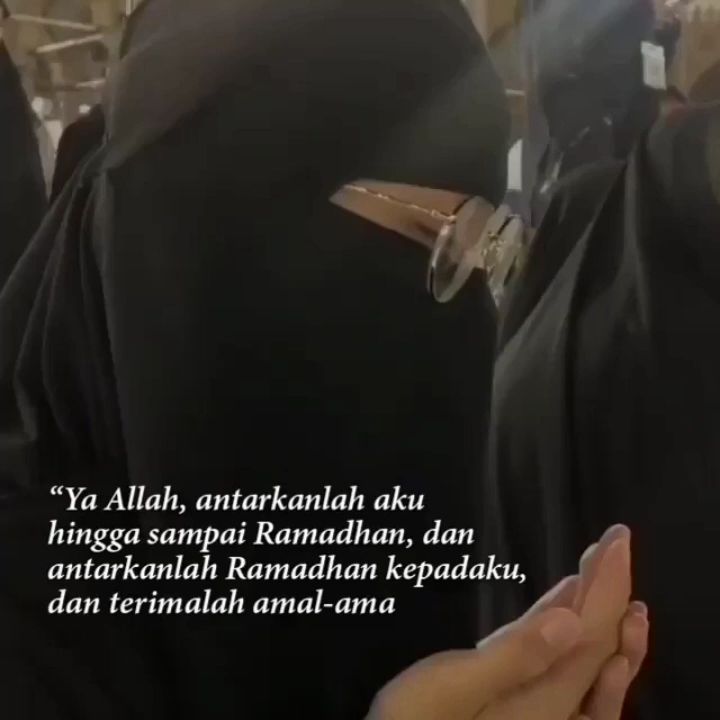 “Ya Allah, antarkanlah aku
hingga sampai Ramadhan, dan
antarkanlah Ramadhan kepadaku,
dan terimalah amal-ama